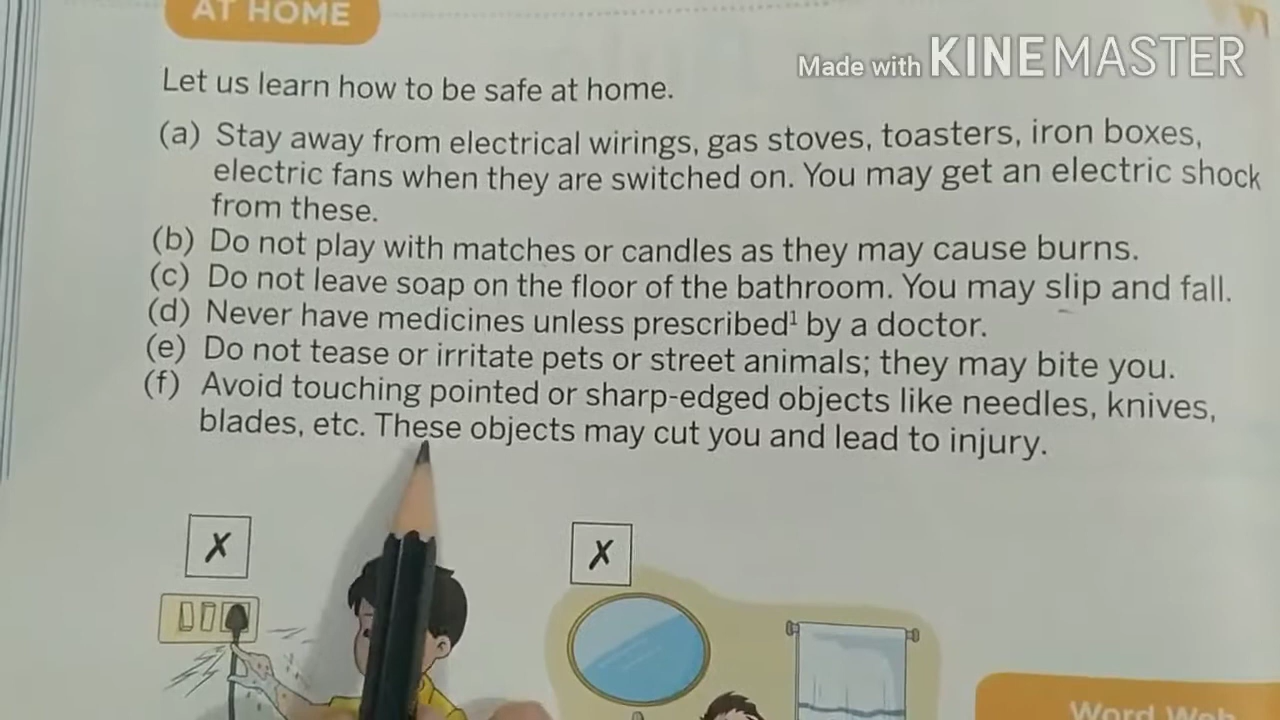 AT HOME
Made with KINEMASTER
Let us learn how to be safe at home.
(a) Stay away from electrical wirings, gas stoves, toasters, iron boxes,
electric fans when they are switched on. You may get an electric shock
from these.
(b) Do not play with matches or candles as they may cause burns.
(c) Do not leave soap on the floor of the bathroom. You may slip and fall.
(d) Never have medicines unless prescribed¹ by a doctor.
(e) Do not tease or irritate pets or street animals; they may bite you.
(f) Avoid touching pointed or sharp-edged objects like needles, knives,
blades, etc. These objects may cut you and lead to injury.
Word Web